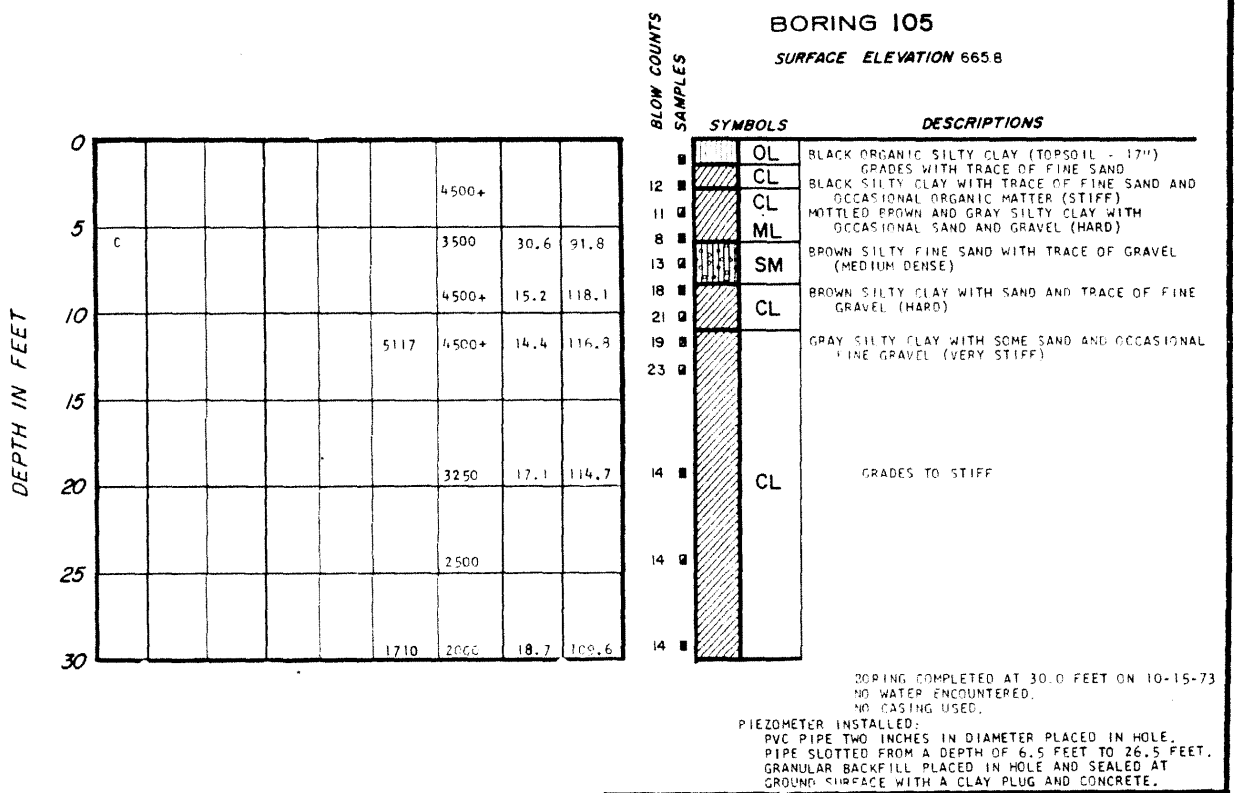 BORING 105
SURFACE ELEVATION 665.8
BLOW COUNTS
SAMPLES
SYMBOLS
DESCRIPTIONS
DEPTH IN FEET
0
5
10
15
20
25
30
4500+
C 3500 30.6 91.8
4500+ 15.2 118.1
5117 4500+ 14.4 116.8
3250 17.1 114.7
2500
1710 2000 18.7 109.6
12
11
8
13
18
21
19
23
14
14
14
OL
CL
CL
ML
SM
CL
CL
BLACK ORGANIC SILTY CLAY (TOPSOIL - 17")
GRADES WITH TRACE OF FINE SAND
BLACK SILTY CLAY WITH TRACE OF FINE SAND AND
OCCASIONAL ORGANIC MATTER (STIFF)
MOTTLED BROWN AND GRAY SILTY CLAY WITH
OCCASIONAL SAND AND GRAVEL (HARD)
BROWN SILTY FINE SAND WITH TRACE OF GRAVEL
(MEDIUM DENSE)
BROWN SILTY CLAY WITH SAND AND TRACE OF FINE
GRAVEL (HARD)
GRAY SILTY CLAY WITH SOME SAND AND OCCASIONAL
FINE GRAVEL (VERY STIFF)
GRADES TO STIFF
BORING COMPLETED AT 30.0 FEET ON 10-15-73
NO WATER ENCOUNTERED.
NO CASING USED.
PIEZOMETER INSTALLED:
PVC PIPE TWO INCHES IN DIAMETER PLACED IN HOLE.
PIPE SLOTTED FROM A DEPTH OF 6.5 FEET TO 26.5 FEET.
GRANULAR BACKFILL PLACED IN HOLE AND SEALED AT
GROUND SURFACE WITH A CLAY PLUG AND CONCRETE.